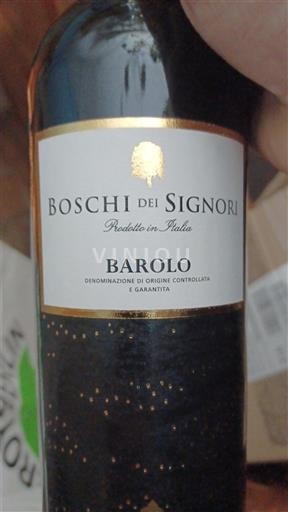 BOSCHI DEI SIGNORI
Prodotto in Italia
VINIOU
BAROLO
DENOMINAZIONE DI ORIGINE CONTROLLATA
E GARANTITA